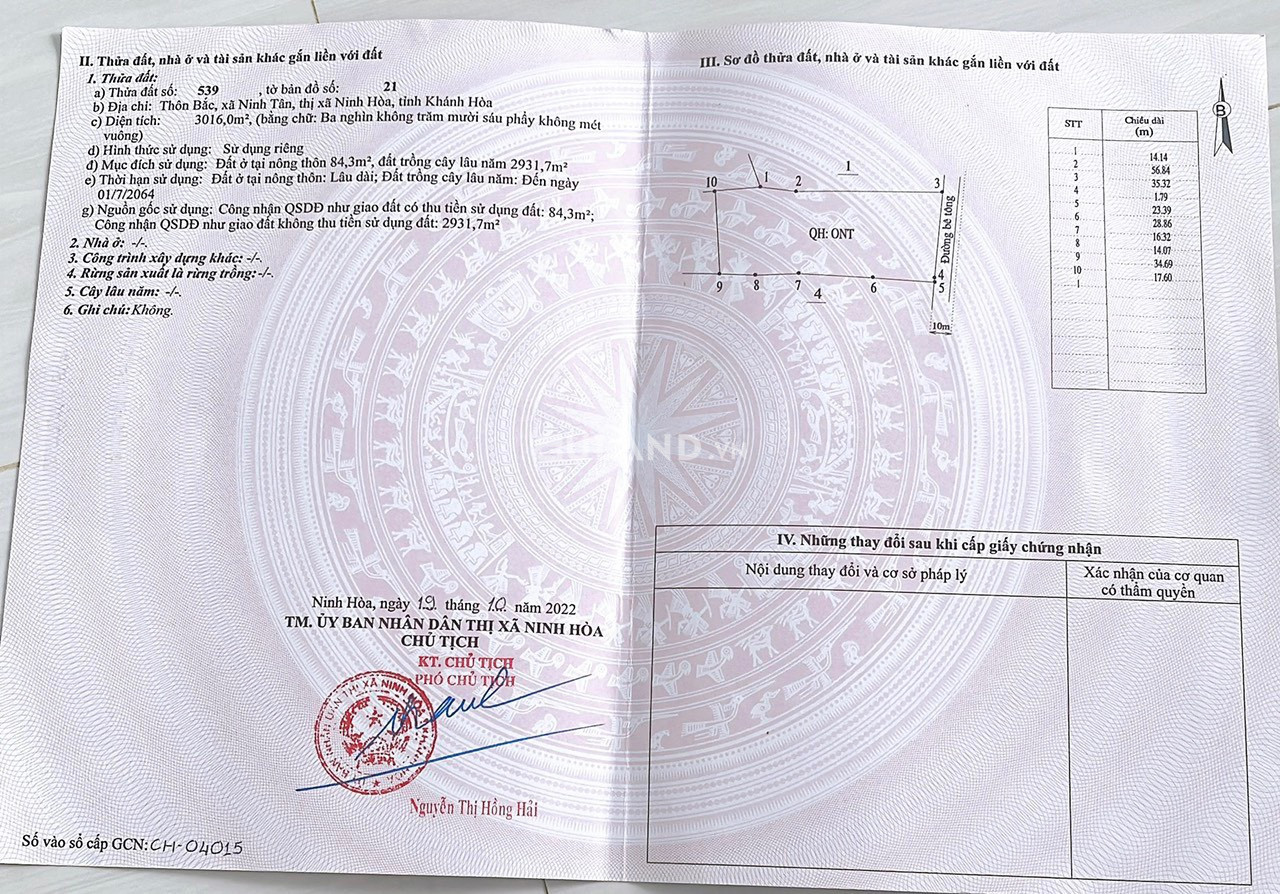 II. Thửa đất, nhà ở và tài sản khác gắn liền với đất
1. Thửa đất:
a) Thửa đất số: 539 , tờ bản đồ số: 21
b) Địa chỉ: Thôn Bắc, xã Ninh Tân, thị xã Ninh Hòa, tỉnh Khánh Hòa
c) Diện tích: 3016,0m², (bằng chữ: Ba nghìn không trăm mười sáu phẩy không mét
vuông)
d) Hình thức sử dụng: Sử dụng riêng
đ) Mục đích sử dụng: Đất ở tại nông thôn 84,3m², đất trồng cây lâu năm 2931,7m²
e) Thời hạn sử dụng: Đất ở tại nông thôn: Lâu dài; Đất trồng cây lâu năm: Đến ngày
01/7/2064
g) Nguồn gốc sử dụng: Công nhận QSDĐ như giao đất có thu tiền sử dụng đất: 84,3m²;
Công nhận QSDĐ như giao đất không thu tiền sử dụng đất: 2931,7m²
2. Nhà ở: -/-.
3. Công trình xây dựng khác: -/-.
4. Rừng sản xuất là rừng trồng:-/-.
5. Cây lâu năm: -/-.
6. Ghi chú:Không.
Ninh Hòa, ngày 19 tháng 10 năm 2022
TM. ỦY BAN NHÂN DÂN THỊ XÃ NINH HÒA
CHỦ TỊCH
KT. CHỦ TỊCH
PHÓ CHỦ TỊCH
Nguyễn Thị Hồng Hải
Số vào sổ cấp GCN:CH-04015
III. Sơ đồ thửa đất, nhà ở và tài sản khác gắn liền với đất
B
1
10 1 2 3
QH: ONT
Đường bê tông
9 8 7 6 4
5
4
10m
STT Chiều dài
(m)
1
14.14
2
56.84
3
35.32
4
1.79
5
23.39
6
28.86
7
16.32
8
14.07
9
34.69
10
17.60
1
IV. Những thay đổi sau khi cấp giấy chứng nhận
Nội dung thay đổi và cơ sở pháp lý Xác nhận của cơ quan
có thẩm quyền